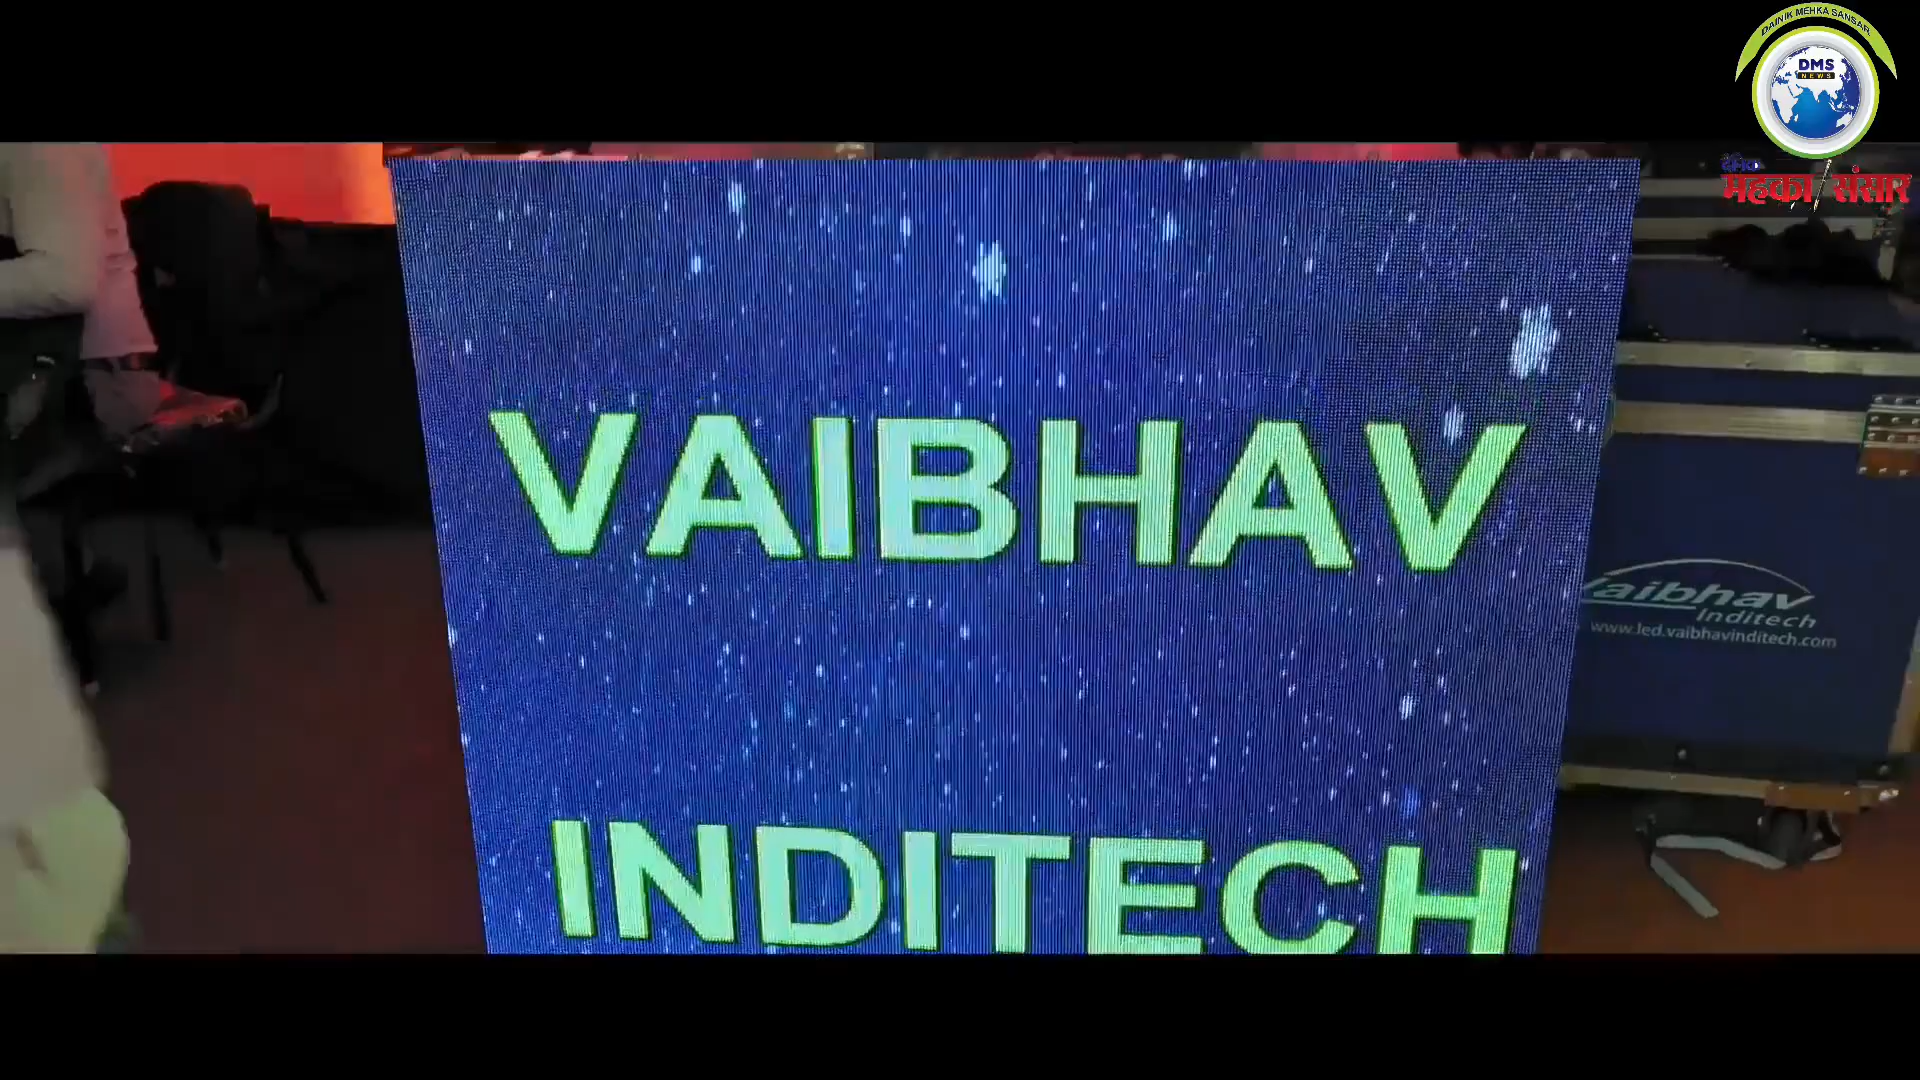 DAINIK MEHKA SANSAR
DMS
NEWS
दैनिक
महका संसार
VAIBHAV
INDITECH
Vaibhav
Inditech
www.led.vaibhavinditech.com